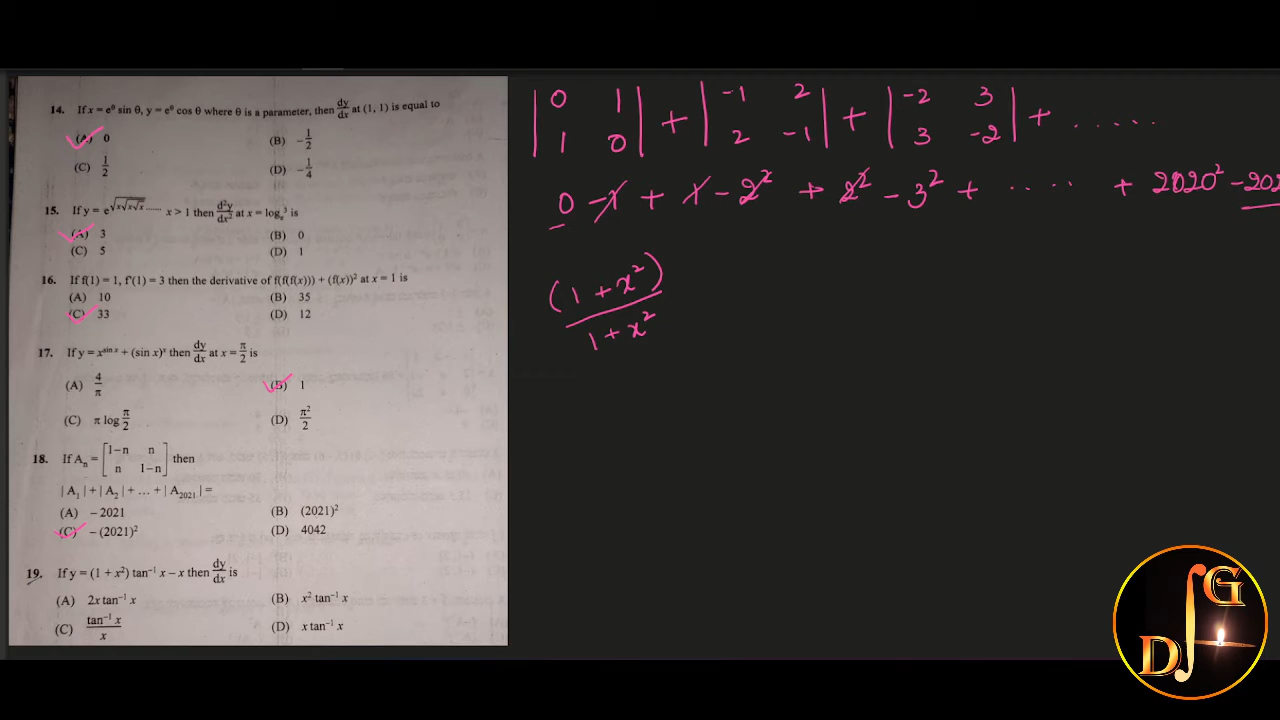 14. If x = e^θ sin θ, y = e^θ cos θ where θ is a parameter, then dy/dx at (1, 1) is equal to
(A) 0 (B) −1/2
(C) 1/2 (D) −1/4
15. If y = e^√(x√(x√x)) ...... x > 1 then d²y/dx² at x = log_e^3 is
(A) 3 (B) 0
(C) 5 (D) 1
16. If f(1) = 1, f'(1) = 3 then the derivative of f(f(f(x))) + (f(x))² at x = 1 is
(A) 10 (B) 35
(C) 33 (D) 12
17. If y = x^(sin x) + (sin x)^x then dy/dx at x = π/2 is
(A) 4/π (B) 1
(C) π log π/2 (D) π²/2
18. If Aₙ = [1−n n
n 1−n] then
|A₁| + |A₂| + ... + |A₂₀₂₁| =
(A) − 2021 (B) (2021)²
(C) − (2021)² (D) 4042
19. If y = (1 + x²) tan⁻¹ x − x then dy/dx is
(A) 2x tan⁻¹ x (B) x² tan⁻¹ x
(C) tan⁻¹ x / x (D) x tan⁻¹ x
|0 1| + |-1 2| + |-2 3| + ......
|1 0| |2 -1| |3 -2|
0 − 1 + 1 − 2² + 2² − 3² + ..... + 2020² − 202
(1 + x²)
1 + x²
G
D